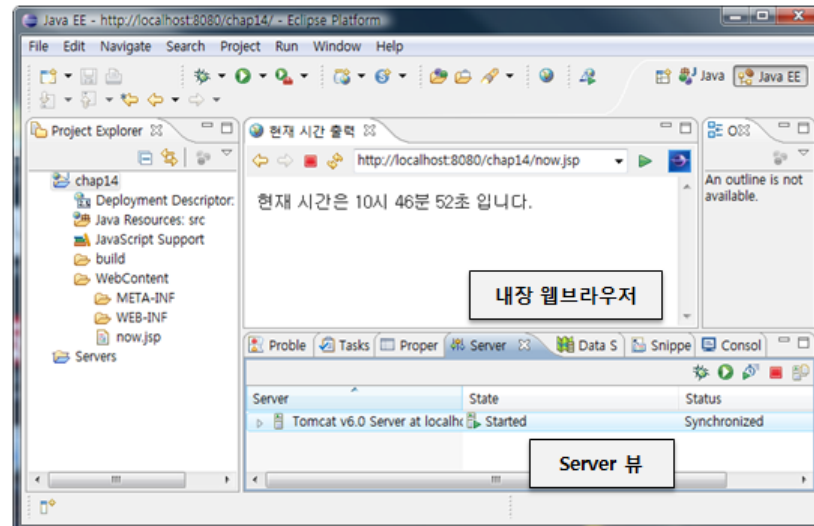 Java EE - http://localhost:8080/chap14/ - Eclipse Platform
File Edit Navigate Search Project Run Window Help
Java Java EE
Project Explorer
chap14
Deployment Descriptor:
Java Resources: src
JavaScript Support
build
WebContent
META-INF
WEB-INF
now.jsp
Servers
현재 시간 출력
http://localhost:8080/chap14/now.jsp
현재 시간은 10시 46분 52초 입니다.
내장 웹브라우저
O
An outline is not
available.
Proble Tasks Proper Server Data S Snippe Consol
Server State Status
Tomcat v6.0 Server at localho Started Synchronized
Server 뷰